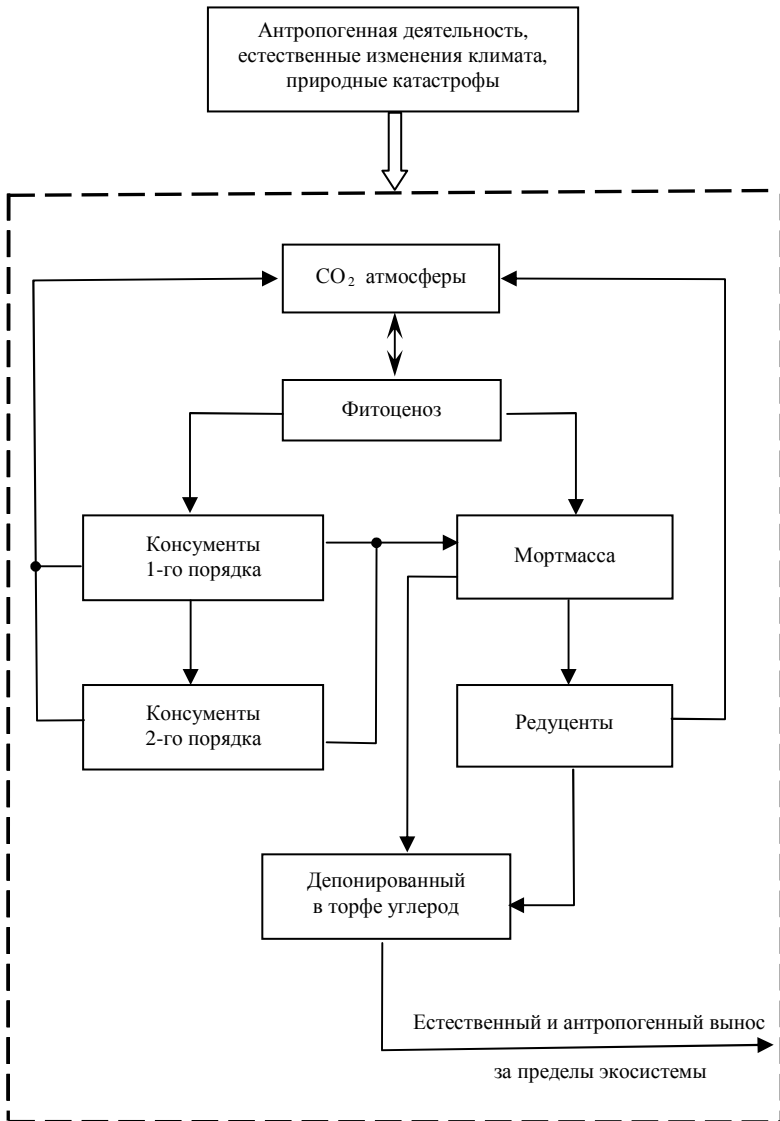 Антропогенная деятельность,
естественные изменения климата,
природные катастрофы
CO₂ атмосферы
Фитоценоз
Консументы
1-го порядка
Мортмасса
Консументы
2-го порядка
Редуценты
Депонированный
в торфе углерод
Естественный и антропогенный вынос
за пределы экосистемы